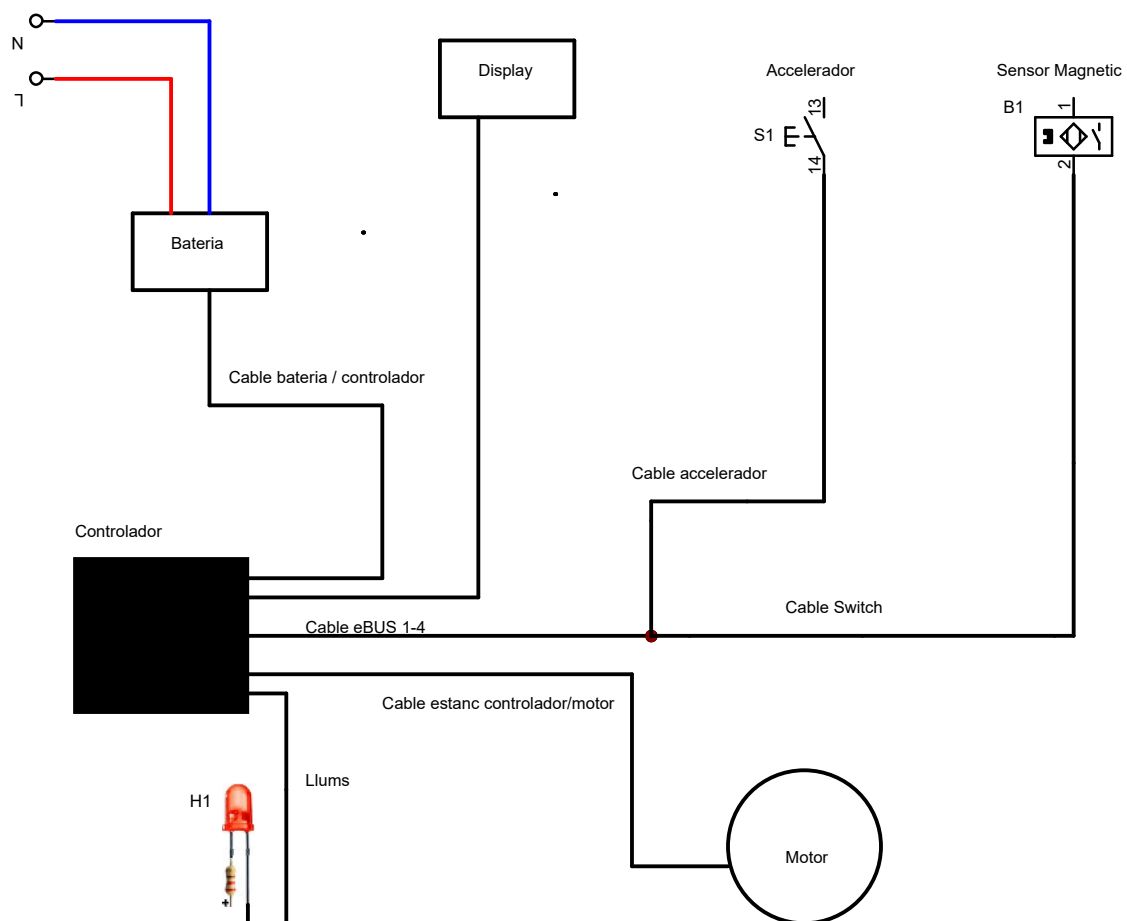 N
L
Display
Accelerador
Sensor Magnetic
13
S1
14
B1
1
2
Bateria
Cable bateria / controlador
Cable accelerador
Controlador
Cable Switch
Cable eBUS 1-4
Cable estanc controlador/motor
Llums
H1
+
Motor